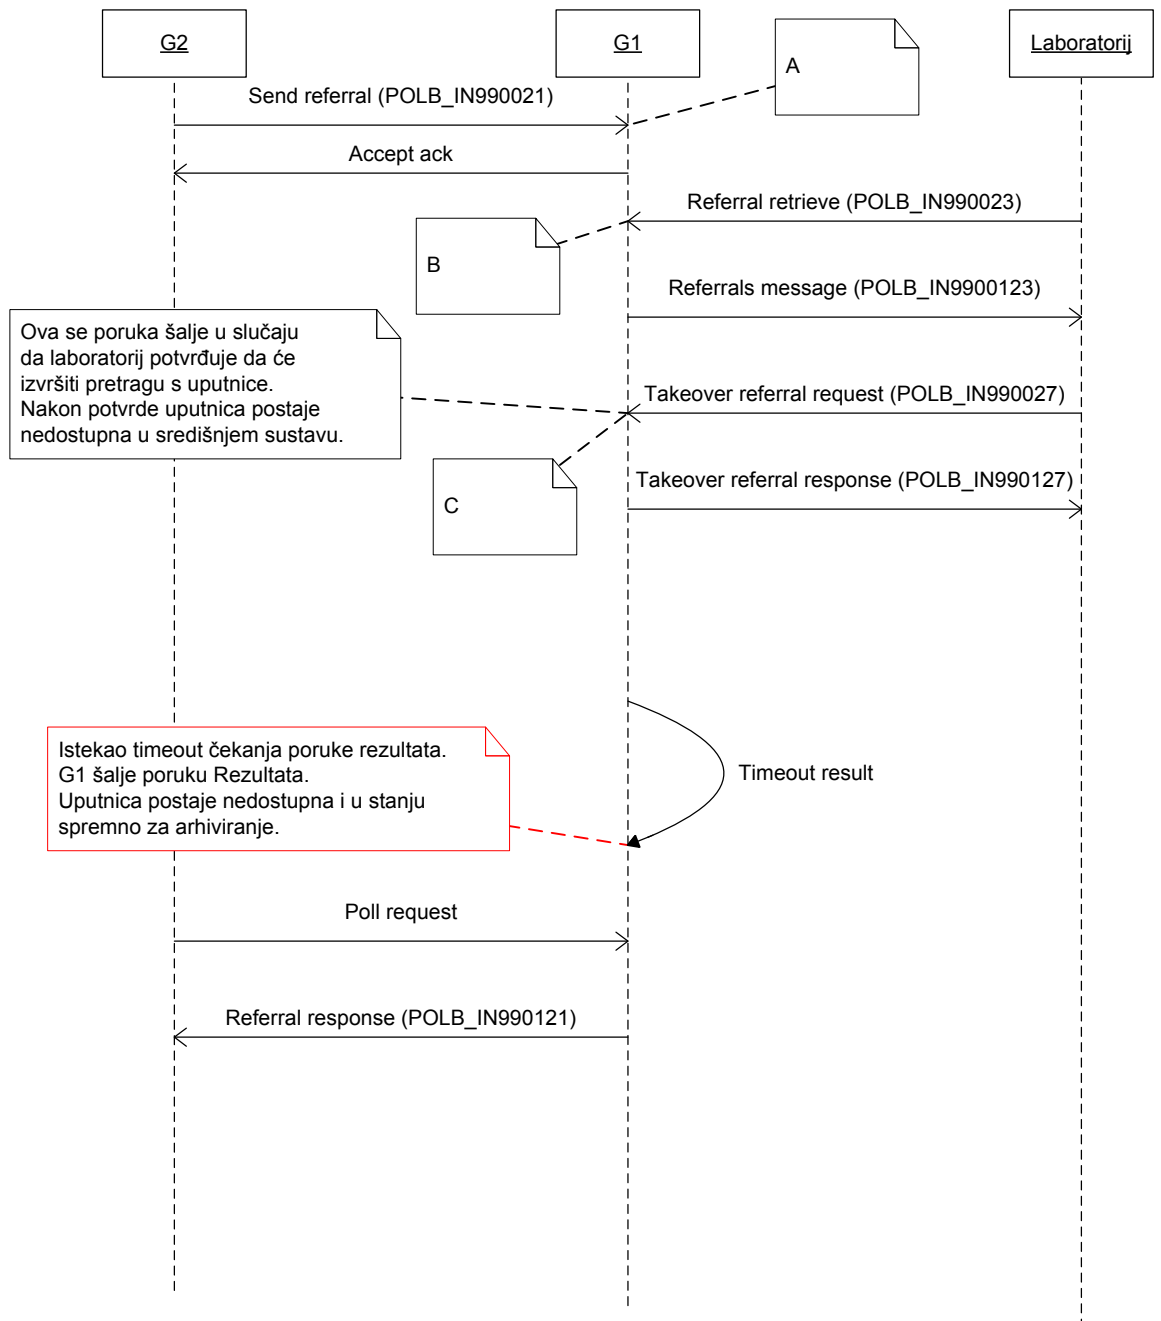 G2
G1
Laboratorij
A
Send referral (POLB_IN990021)
Accept ack
Referral retrieve (POLB_IN990023)
B
Referrals message (POLB_IN9900123)
Ova se poruka šalje u slučaju
da laboratorij potvrđuje da će
izvršiti pretragu s uputnice.
Nakon potvrde uputnica postaje
nedostupna u središnjem sustavu.
Takeover referral request (POLB_IN990027)
Takeover referral response (POLB_IN990127)
C
Istekao timeout čekanja poruke rezultata.
G1 šalje poruku Rezultata.
Uputnica postaje nedostupna i u stanju
spremno za arhiviranje.
Timeout result
Poll request
Referral response (POLB_IN990121)